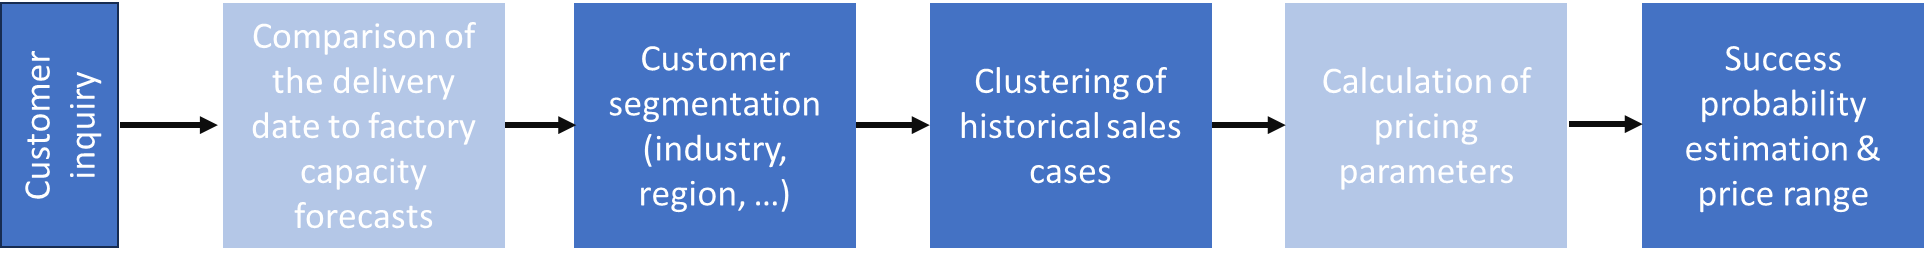 Customer
inquiry
Comparison of
the delivery
date to factory
capacity
forecasts
Customer
segmentation
(industry,
region, ...)
Clustering of
historical sales
cases
Calculation of
pricing
parameters
Success
probability
estimation &
price range